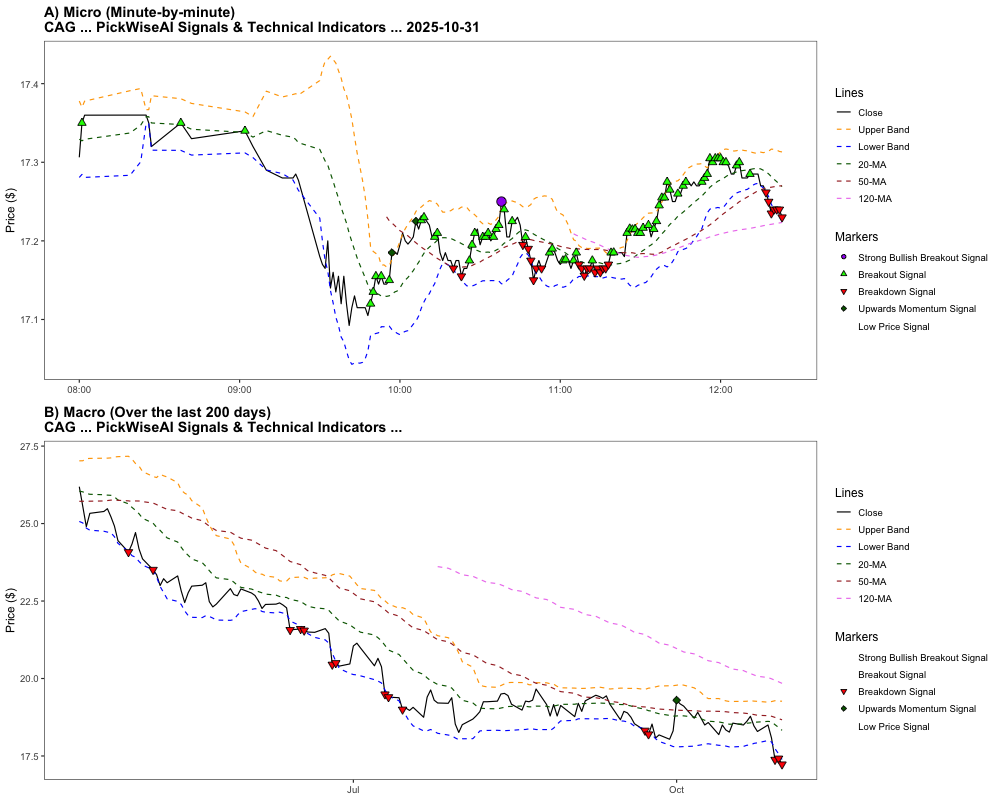 A) Micro (Minute-by-minute)
CAG ... PickWiseAI Signals & Technical Indicators ... 2025-10-31
Price ($)
17.4
17.3
17.2
17.1
08:00
09:00
10:00
11:00
12:00
Lines
Close
Upper Band
Lower Band
20-MA
50-MA
120-MA
Markers
Strong Bullish Breakout Signal
Breakout Signal
Breakdown Signal
Upwards Momentum Signal
Low Price Signal
B) Macro (Over the last 200 days)
CAG ... PickWiseAI Signals & Technical Indicators ...
Price ($)
27.5
25.0
22.5
20.0
17.5
Jul
Oct
Lines
Close
Upper Band
Lower Band
20-MA
50-MA
120-MA
Markers
Strong Bullish Breakout Signal
Breakout Signal
Breakdown Signal
Upwards Momentum Signal
Low Price Signal